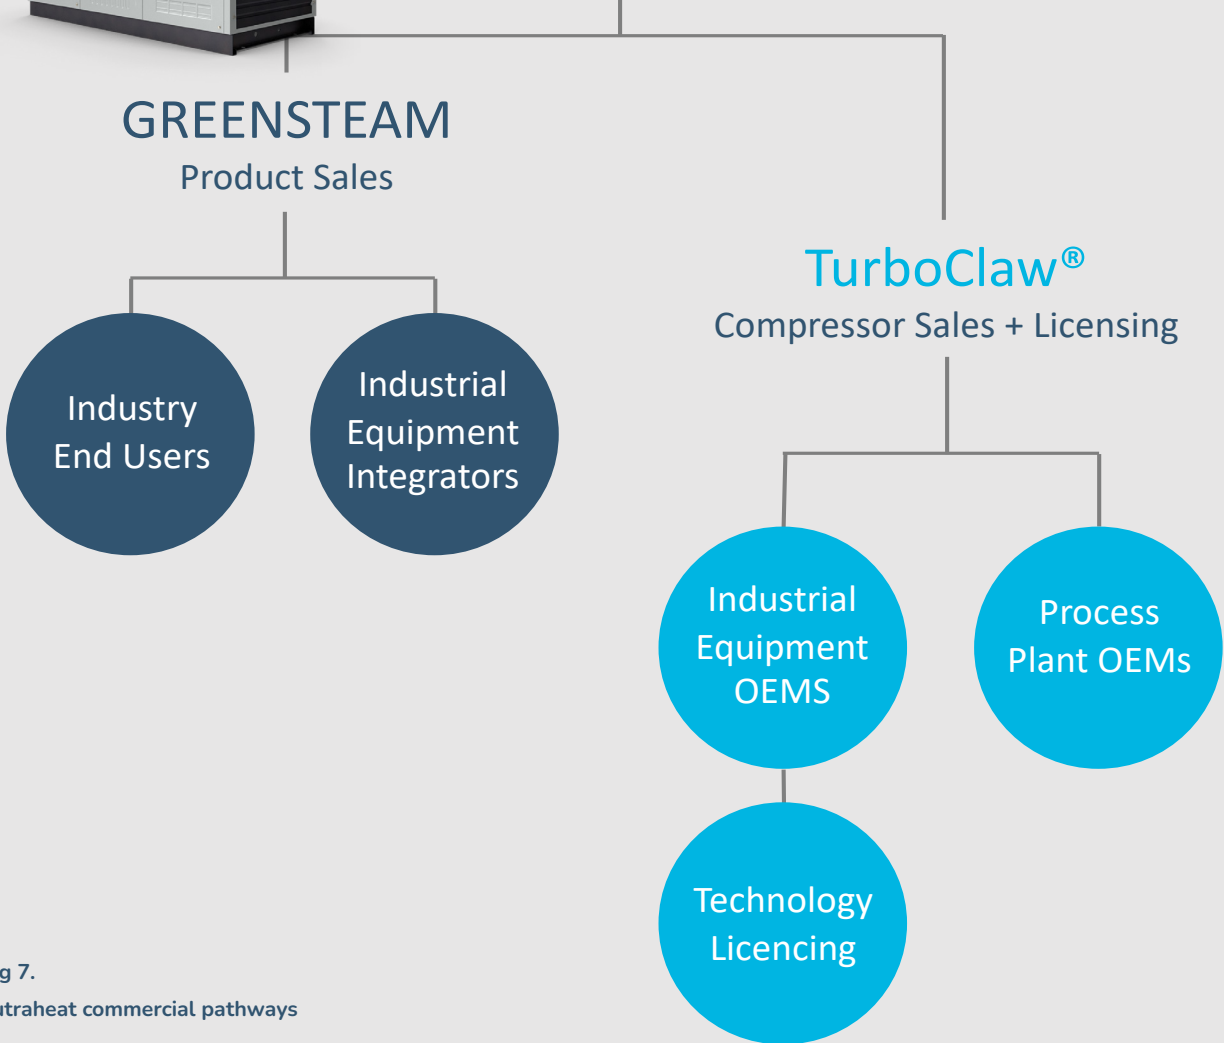 GREENSTEAM
Product Sales
Industry
End Users
Industrial
Equipment
Integrators
TurboClaw®
Compressor Sales + Licensing
Industrial
Equipment
OEMS
Process
Plant OEMs
Technology
Licencing
g 7.
utraheat commercial pathways